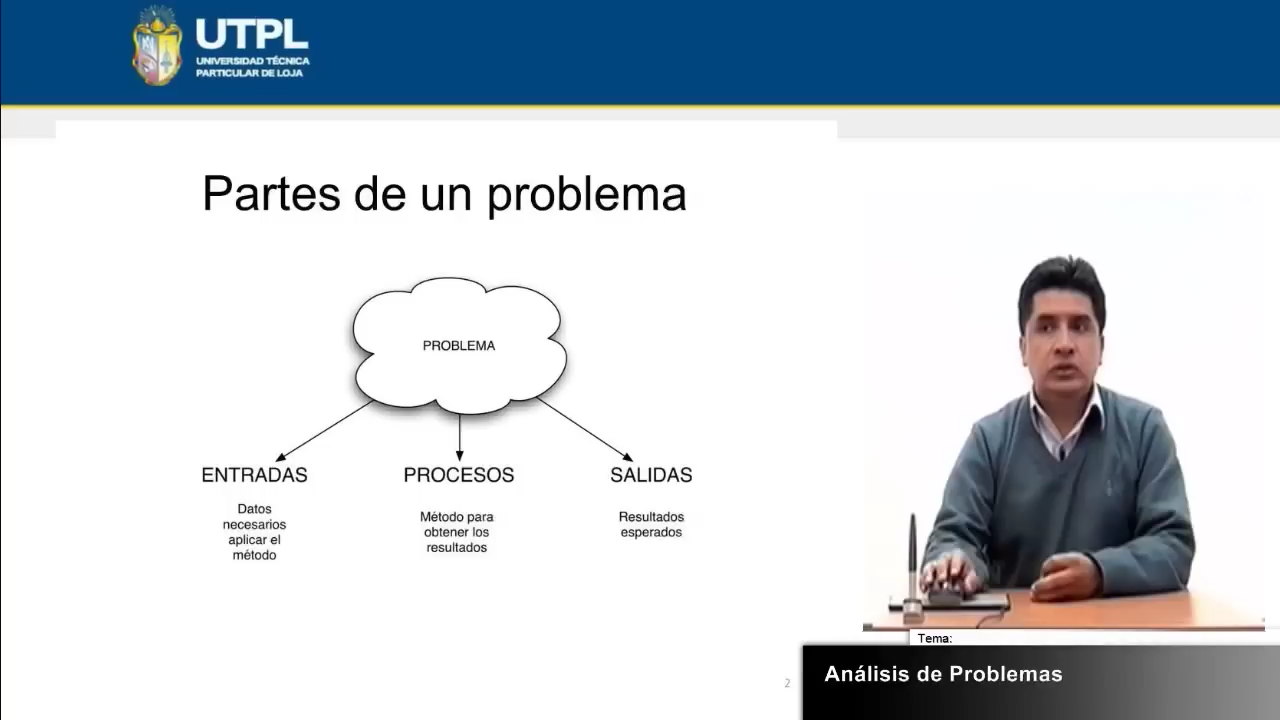 UTPL
UNIVERSIDAD TÉCNICA
PARTICULAR DE LOJA
Partes de un problema
PROBLEMA
ENTRADAS
Datos
necesarios
aplicar el
método
PROCESOS
Método para
obtener los
resultados
SALIDAS
Resultados
esperados
2
Tema:
Análisis de Problemas